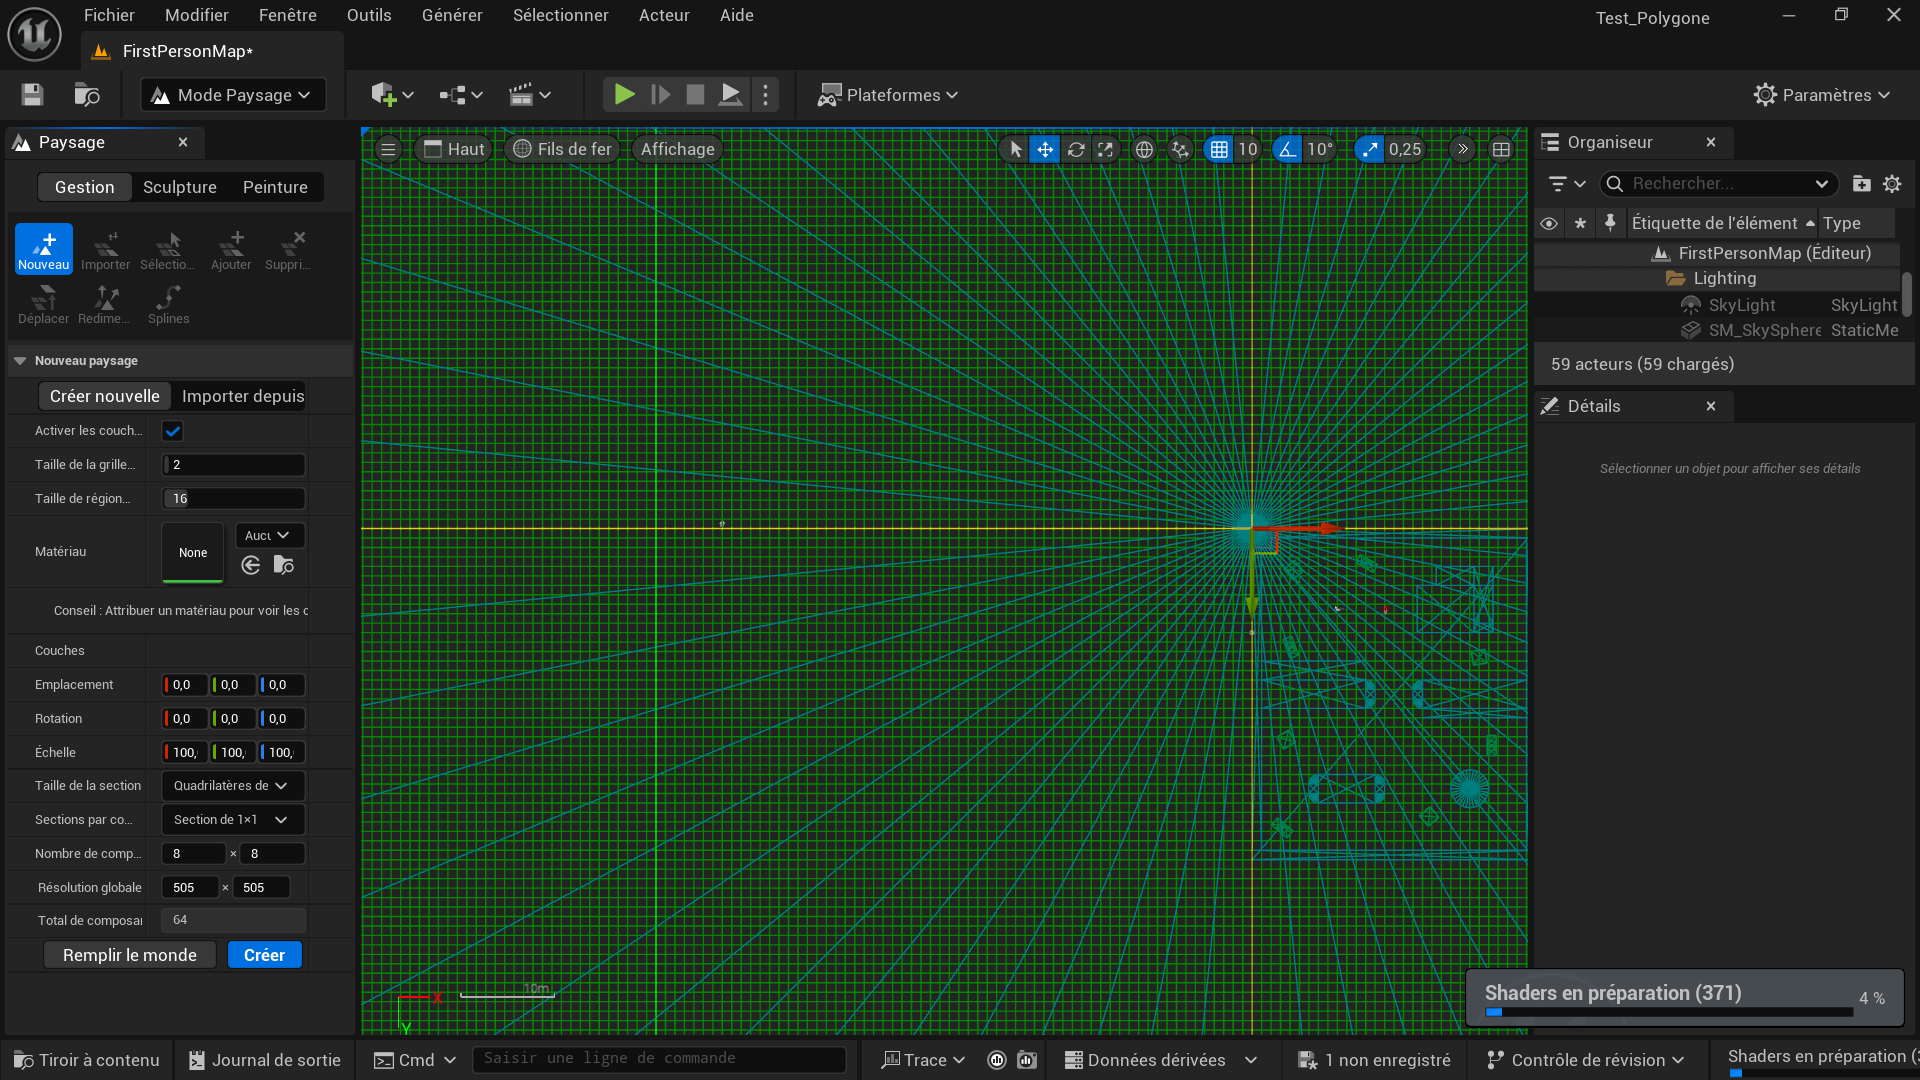 Fichier
Modifier
Fenêtre
Outils
Générer
Sélectionner
Acteur
Aide
Test_Polygone
FirstPersonMap*
Mode Paysage
Plateformes
Paramètres
Paysage
Gestion
Sculpture
Peinture
Nouveau
Importer
Sélectio...
Ajouter
Suppri...
Déplacer
Redime...
Splines
Nouveau paysage
Créer nouvelle
Importer depuis
Activer les couch...
Taille de la grille...
2
Taille de région...
16
Matériau
None
Aucu
Conseil : Attribuer un matériau pour voir les c
Couches
Emplacement
0,0
0,0
0,0
Rotation
0,0
0,0
0,0
Échelle
100,
100,
100,
Taille de la section
Quadrilatères de
Sections par co...
Section de 1×1
Nombre de comp...
8 × 8
Résolution globale
505 × 505
Total de composa
64
Remplir le monde
Créer
Haut
Fils de fer
Affichage
10
10°
0,25
10m
X
Y
Organiseur
Rechercher...
Étiquette de l'élément
Type
FirstPersonMap (Éditeur)
Lighting
SkyLight
SkyLight
SM_SkySphere
StaticMe
59 acteurs (59 chargés)
Détails
Sélectionner un objet pour afficher ses détails
Shaders en préparation (371)
4 %
Tiroir à contenu
Journal de sortie
Cmd
Saisir une ligne de commande
Trace
Données dérivées
1 non enregistré
Contrôle de révision
Shaders en préparation (